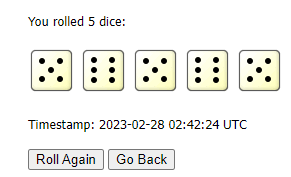 You rolled 5 dice:
Timestamp: 2023-02-28 02:42:24 UTC
Roll Again Go Back